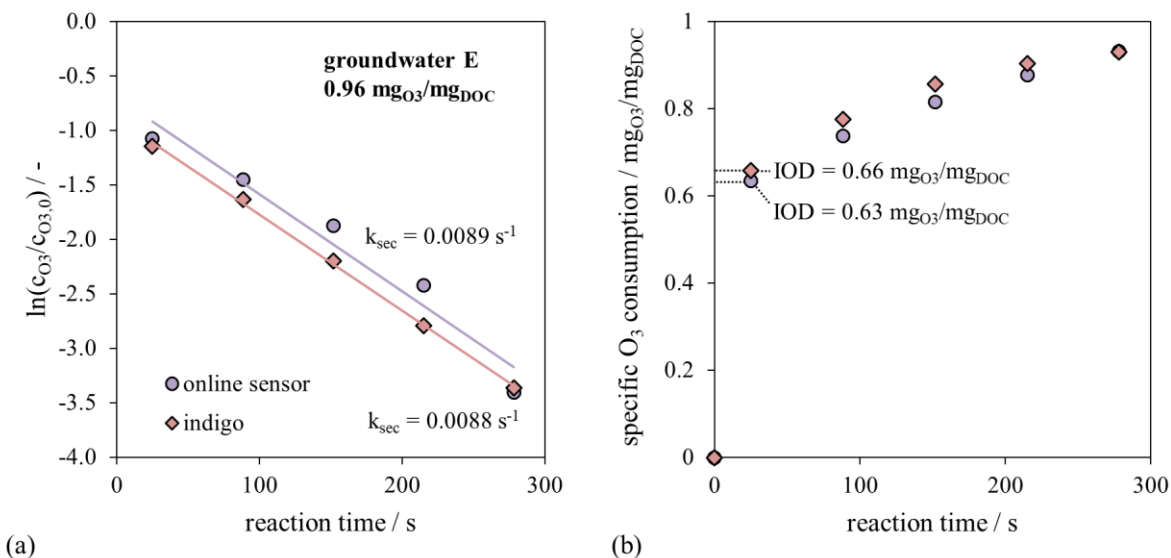 groundwater E
0.96 mgO3/mgDOC
0.0
-0.5
-1.0
-1.5
-2.0
-2.5
-3.0
-3.5
-4.0
ln(cO3/cO3,0) / -
ksec = 0.0089 s-1
online sensor
indigo
ksec = 0.0088 s-1
0 100 200 300
reaction time / s
(a)
1
0.8
0.6
0.4
0.2
0
specific O3 consumption / mgO3/mgDOC
IOD = 0.66 mgO3/mgDOC
IOD = 0.63 mgO3/mgDOC
0 100 200 300
reaction time / s
(b)